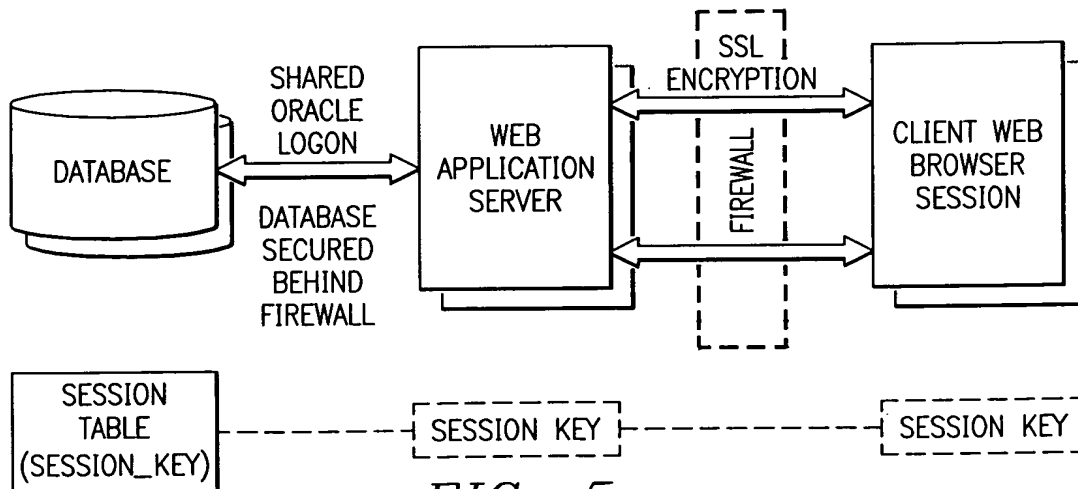 SHARED
ORACLE
LOGON
DATABASE
DATABASE
SECURED
BEHIND
FIREWALL
WEB
APPLICATION
SERVER
SSL
ENCRYPTION
FIREWALL
CLIENT WEB
BROWSER
SESSION
SESSION
TABLE
(SESSION_KEY)
SESSION KEY
SESSION KEY